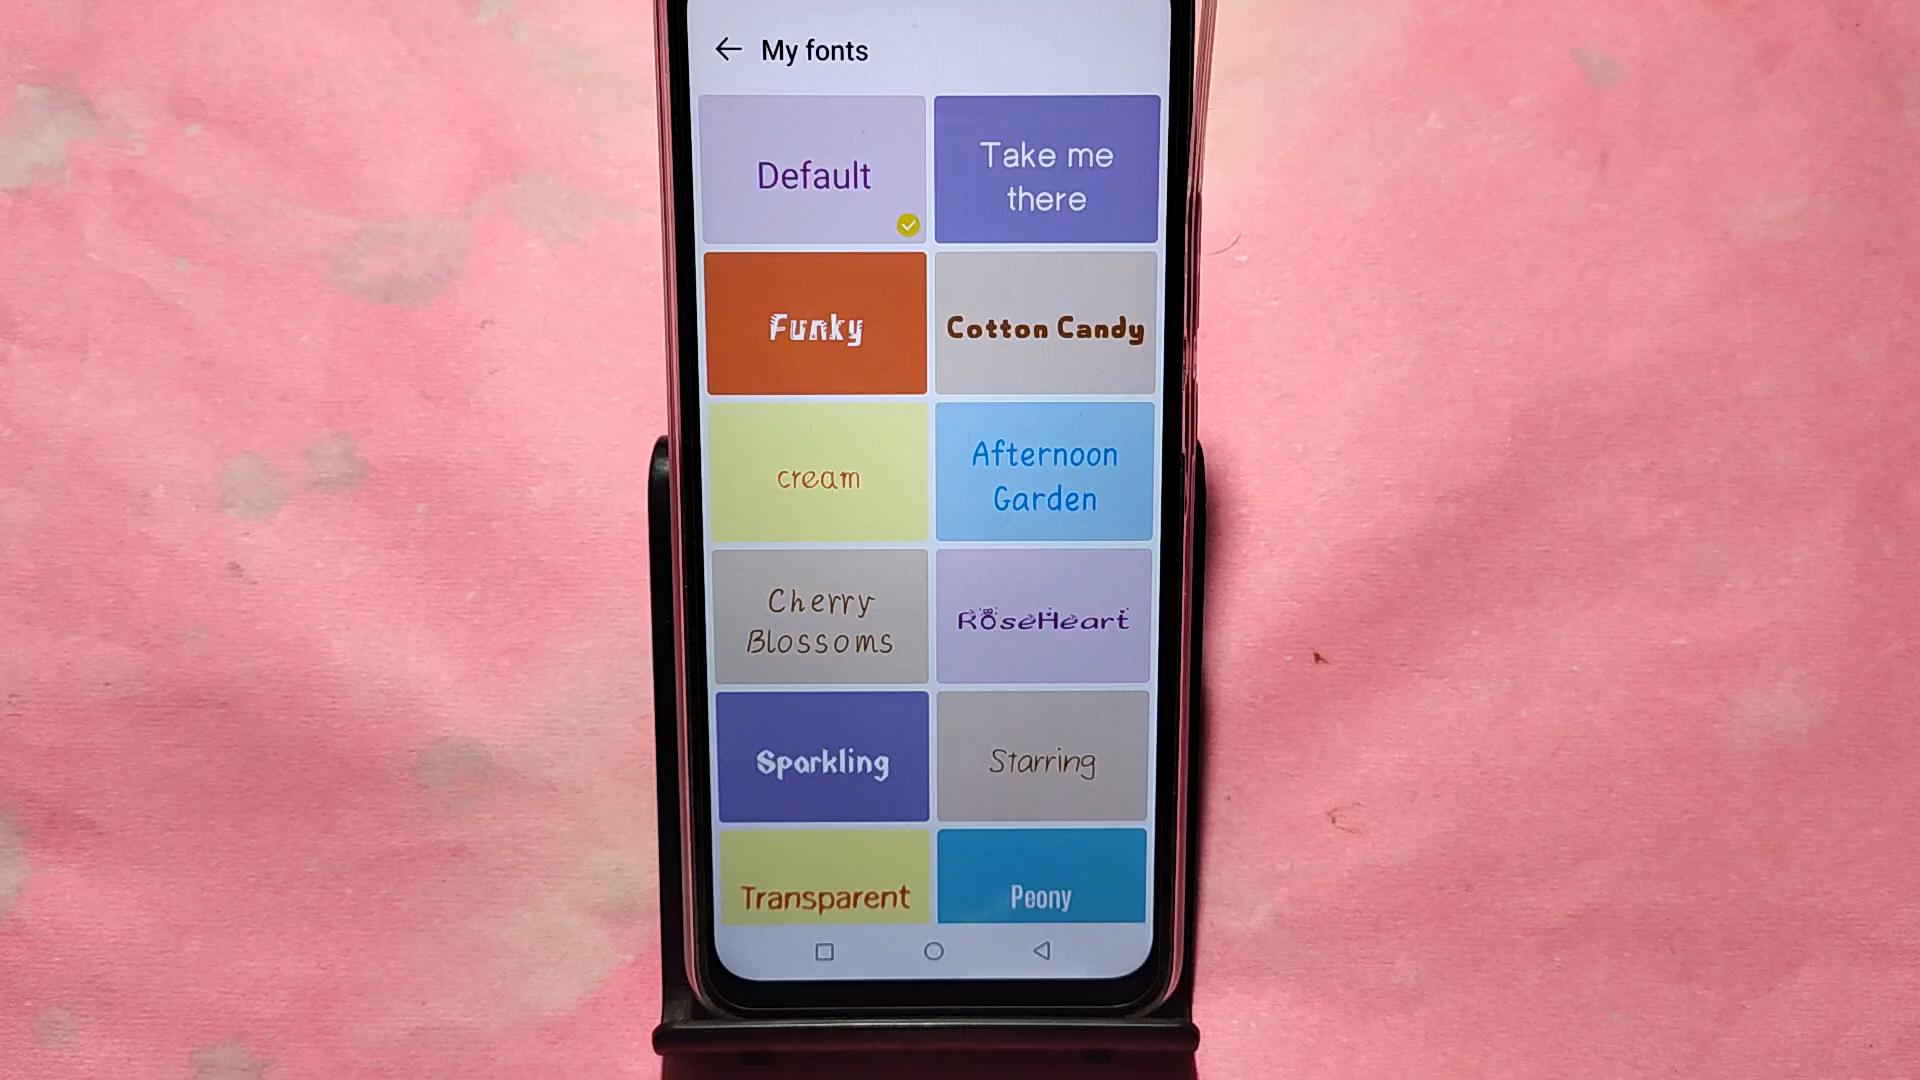 My fonts
Default
Take me
there
Funky
Cotton Candy
cream
Afternoon
Garden
Cherry
Blossoms
RoseHeart
Sparkling
Starring
Transparent
Peony